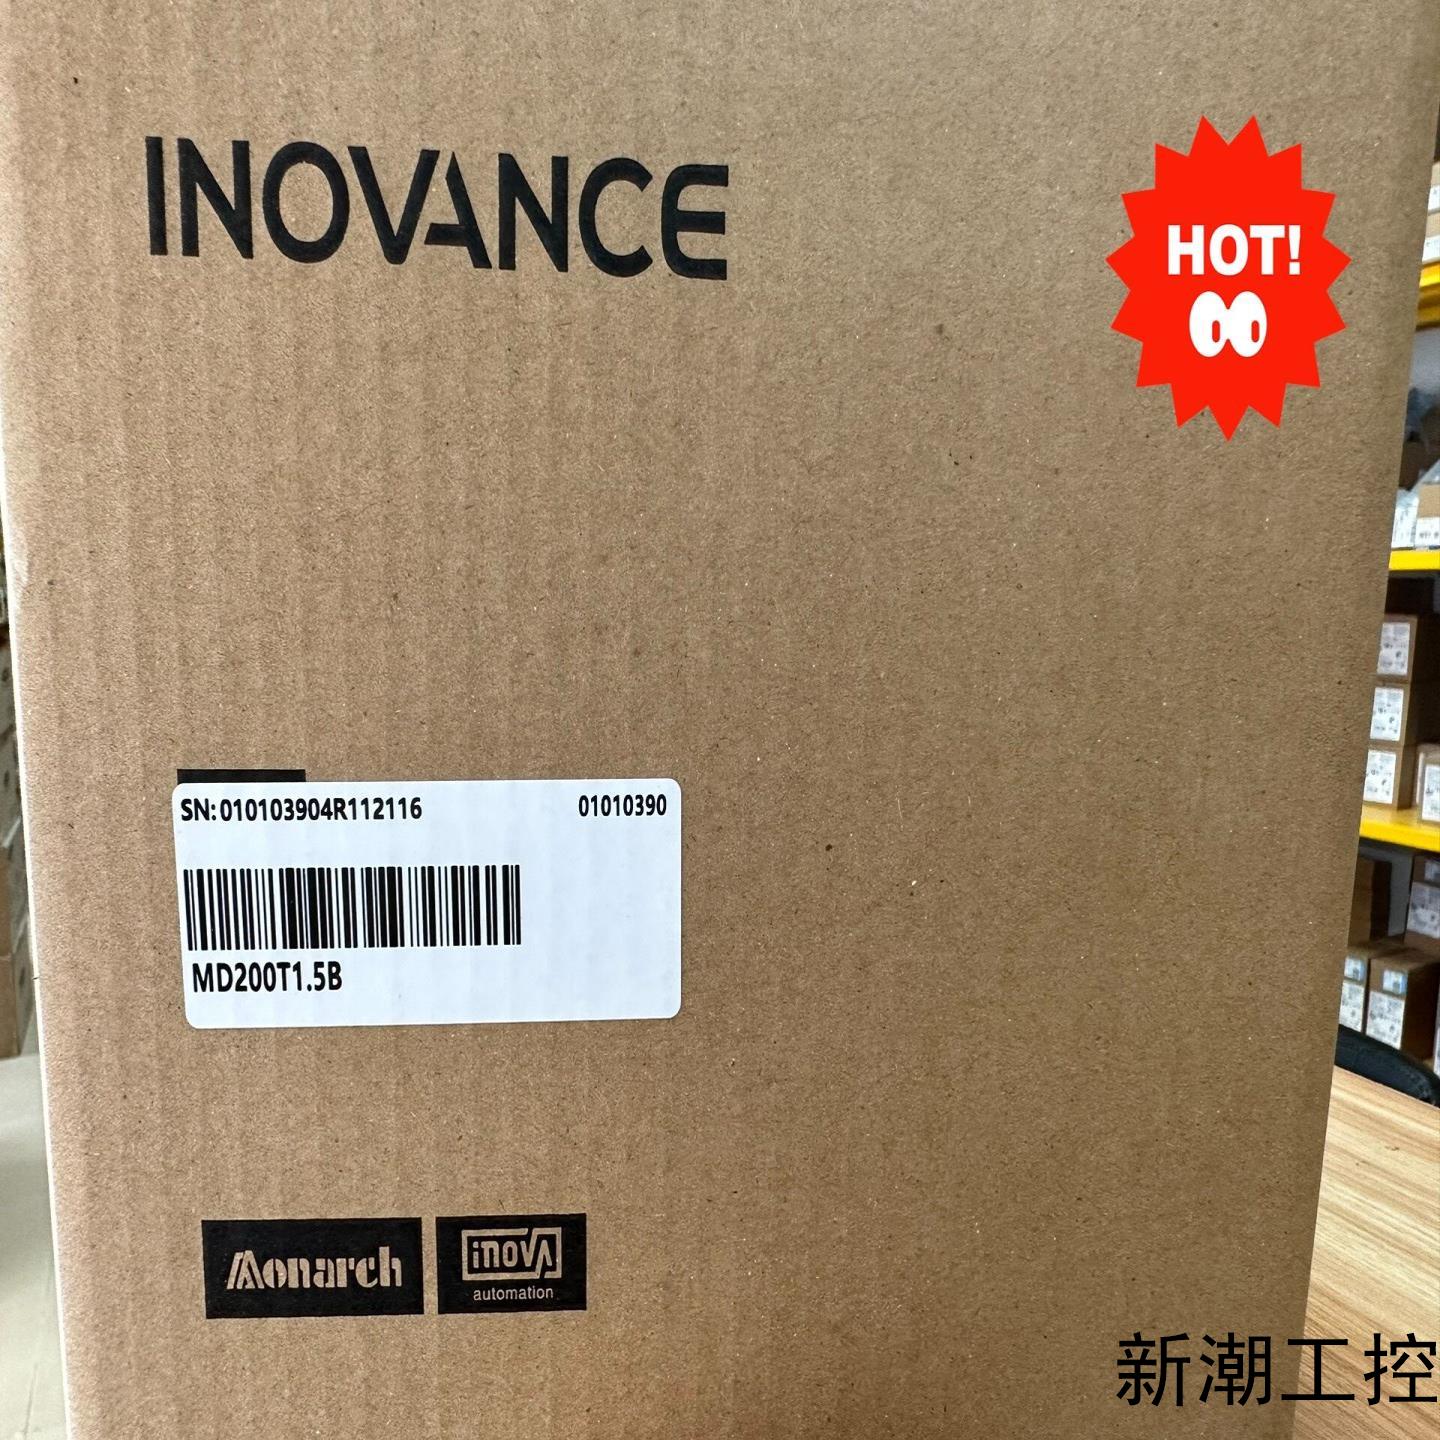 INOVANCE
HOT!
SN:010103904R112116 01010390
MD200T1.5B
Monarch
inovA
automation
新潮工控